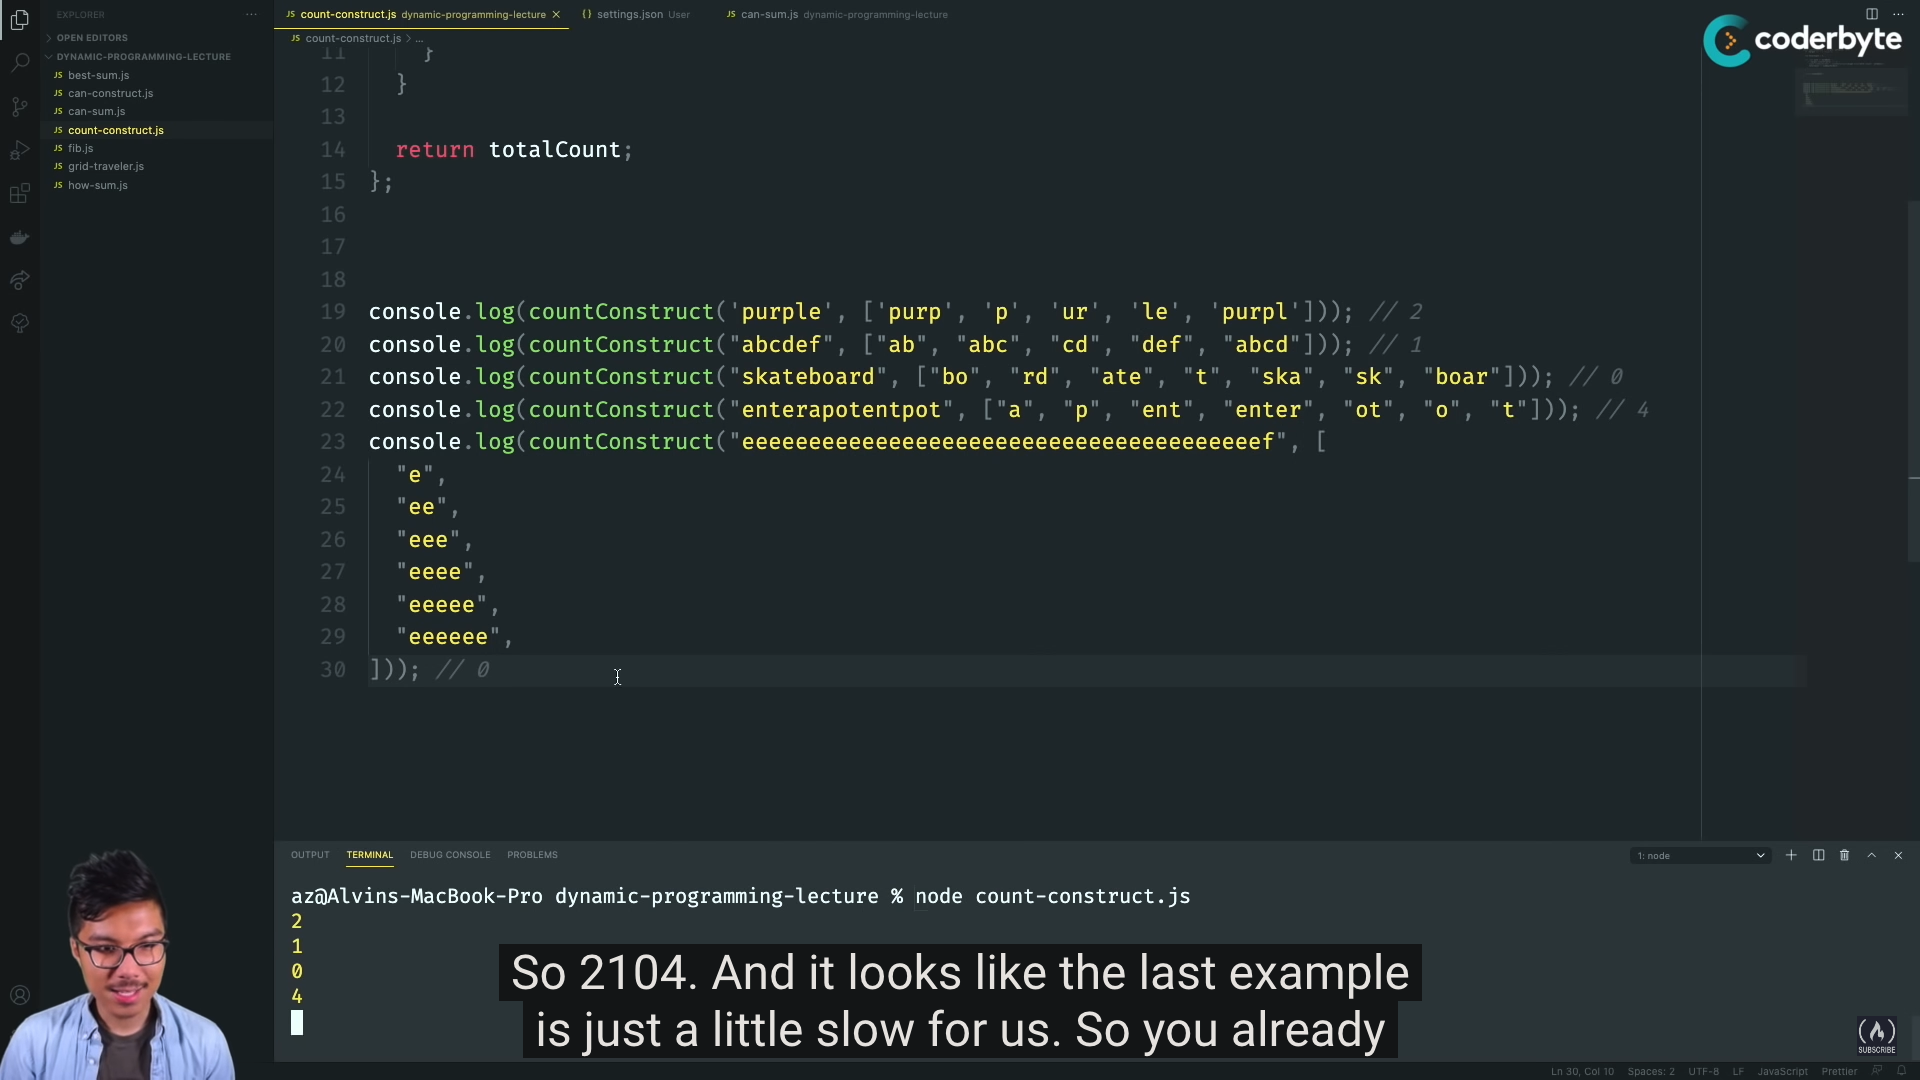 EXPLORER
OPEN EDITORS
DYNAMIC-PROGRAMMING-LECTURE
JS best-sum.js
JS can-construct.js
JS can-sum.js
JS count-construct.js
JS fib.js
JS grid-traveler.js
JS how-sum.js
JS count-construct.js dynamic-programming-lecture
{} settings.json User
JS can-sum.js dynamic-programming-lecture
JS count-construct.js > ...
coderbyte
11 }
12 }
13
14 return totalCount;
15 };
16
17
18
19 console.log(countConstruct('purple', ['purp', 'p', 'ur', 'le', 'purpl'])); // 2
20 console.log(countConstruct("abcdef", ["ab", "abc", "cd", "def", "abcd"])); // 1
21 console.log(countConstruct("skateboard", ["bo", "rd", "ate", "t", "ska", "sk", "boar"])); // 0
22 console.log(countConstruct("enterapotentpot", ["a", "p", "ent", "enter", "ot", "o", "t"])); // 4
23 console.log(countConstruct("eeeeeeeeeeeeeeeeeeeeeeeeeeeeeeeeeeeeeeef", [
24 "e",
25 "ee",
26 "eee",
27 "eeee",
28 "eeeee",
29 "eeeeee",
30 ])); // 0
OUTPUT TERMINAL DEBUG CONSOLE PROBLEMS
1: node
az@Alvins-MacBook-Pro dynamic-programming-lecture % node count-construct.js
2
1
0
4
So 2104. And it looks like the last example
is just a little slow for us. So you already
SUBSCRIBE
Ln 30, Col 10 Spaces: 2 UTF-8 LF JavaScript Prettier